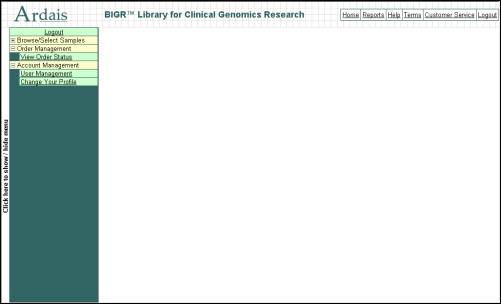 Ardais
BIGR™ Library for Clinical Genomics Research
Home Reports Help Terms Customer Service Logout
Logout
Browse/Select Samples
Order Management
View Order Status
Account Management
User Management
Change Your Profile
Click here to show / hide menu